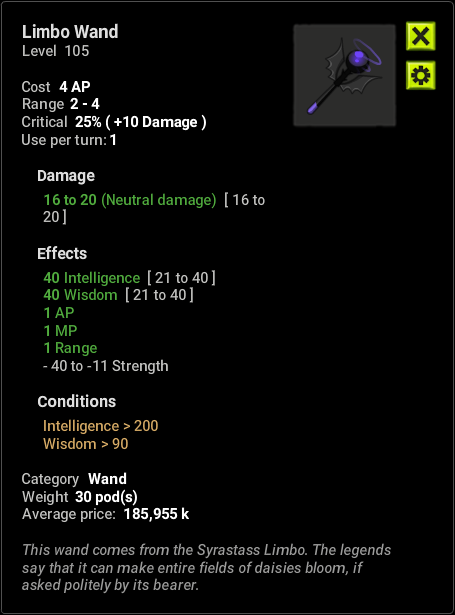 Limbo Wand
Level 105
Cost 4 AP
Range 2 - 4
Critical 25% ( +10 Damage )
Use per turn: 1
Damage
16 to 20 (Neutral damage) [ 16 to
20 ]
Effects
40 Intelligence [ 21 to 40 ]
40 Wisdom [ 21 to 40 ]
1 AP
1 MP
1 Range
- 40 to -11 Strength
Conditions
Intelligence > 200
Wisdom > 90
Category Wand
Weight 30 pod(s)
Average price: 185,955 k
This wand comes from the Syrastass Limbo. The legends
say that it can make entire fields of daisies bloom, if
asked politely by its bearer.